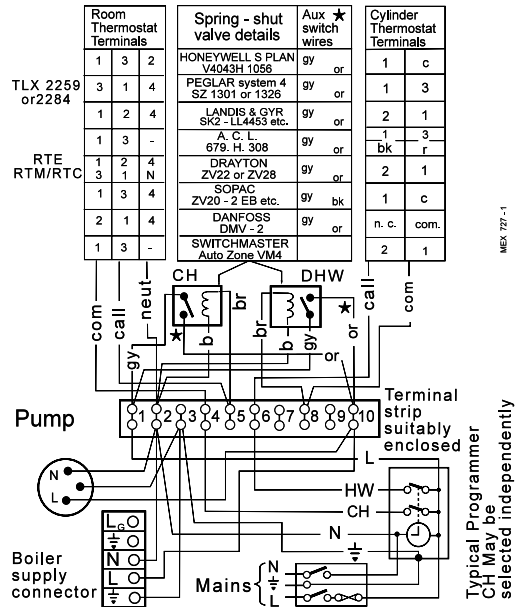 Room Thermostat Terminals
Spring - shut valve details
Aux ★ switch wires
Cylinder Thermostat Terminals
1 3 2 HONEYWELL S PLAN V4043H 1056 gy or 1 c
TLX 2259 or2284 3 1 4 PEGLAR system 4 SZ 1301 or 1326 gy or 1 3
1 2 4 LANDIS & GYR SK2 - LL4453 etc. gy or 2 1
1 3 - A. C. L. 679. H. 308 gy or 1 bk 3 r
RTE RTM/RTC 1 2 4 3 1 N DRAYTON ZV22 or ZV28 gy or 2 1
1 3 4 SOPAC ZV20 - 2 EB etc. gy bk 1 c
2 1 4 DANFOSS DMV - 2 gy or n. c. com.
1 3 - SWITCHMASTER Auto Zone VM4 2 1
MEX 727 - 1
CH
DHW
com
call
neut
gy
★
b
br
br
b
gy
or
★
or
call
com
1 2 3 4 5 6 7 8 9 10
Terminal strip suitably enclosed
Pump
N
L
L
HW
CH
N
LG
N
L
Boiler supply connector
Mains
N
L
Typical Programmer
CH May be
selected independently